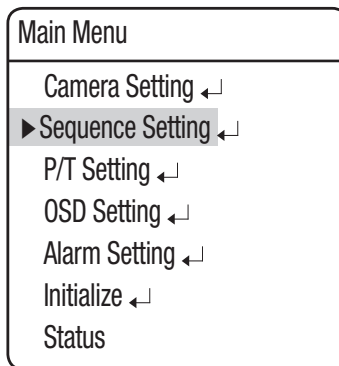 Main Menu
Camera Setting ↵
▶Sequence Setting ↵
P/T Setting ↵
OSD Setting ↵
Alarm Setting ↵
Initialize ↵
Status